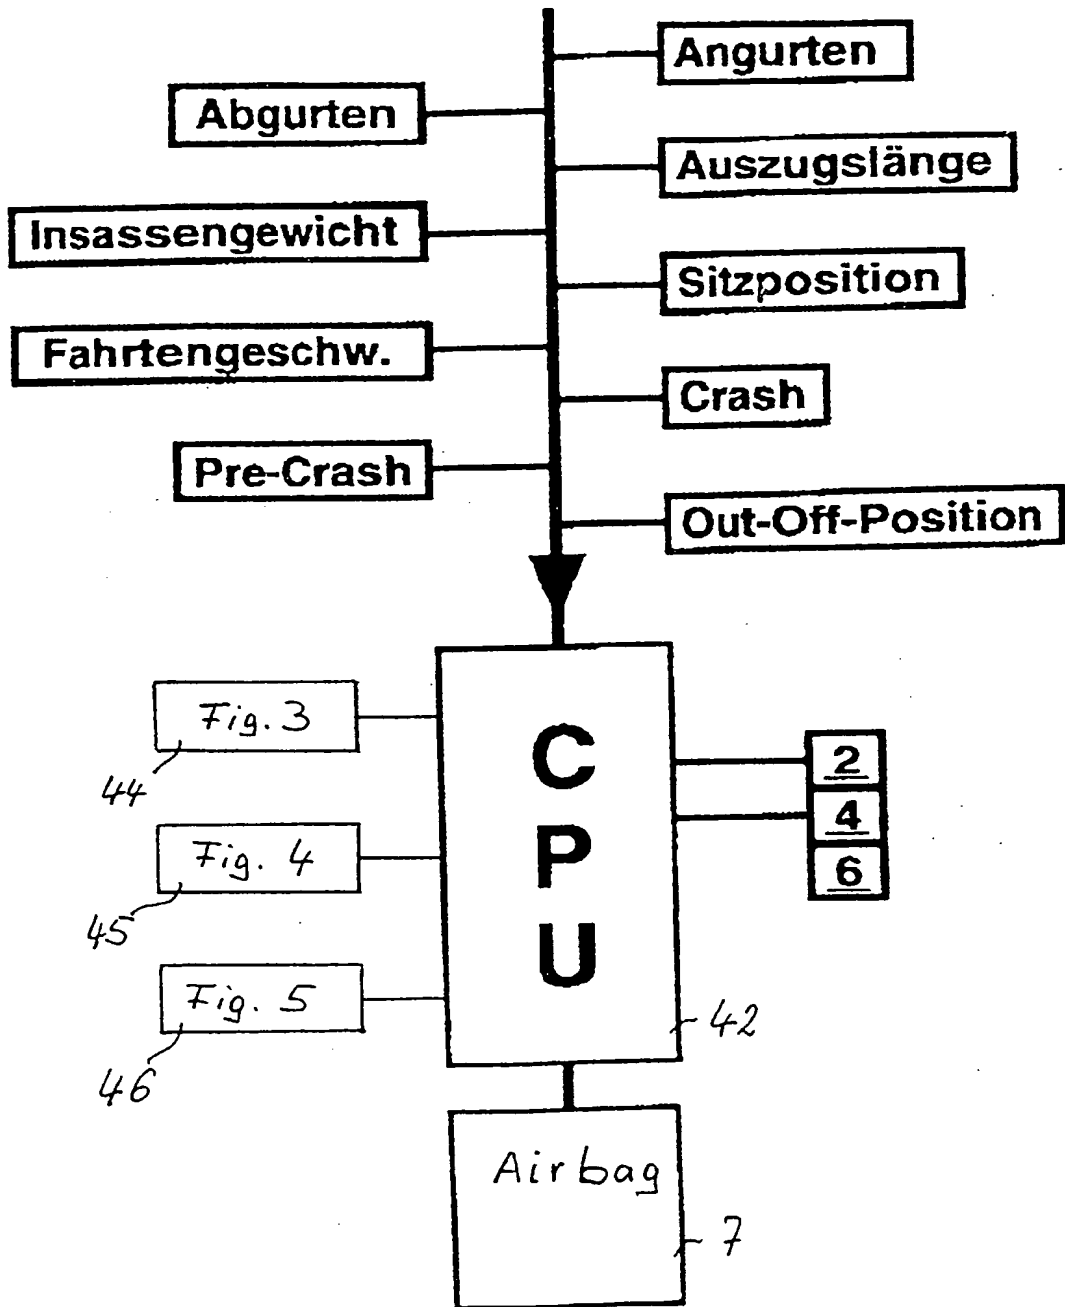 Angurten
Abgurten
Auszugslänge
Insassengewicht
Sitzposition
Fahrtengeschw.
Crash
Pre-Crash
Out-Off-Position
Fig. 3
44
C
P
U
2
4
6
Fig. 4
45
Fig. 5
46
42
Airbag
7